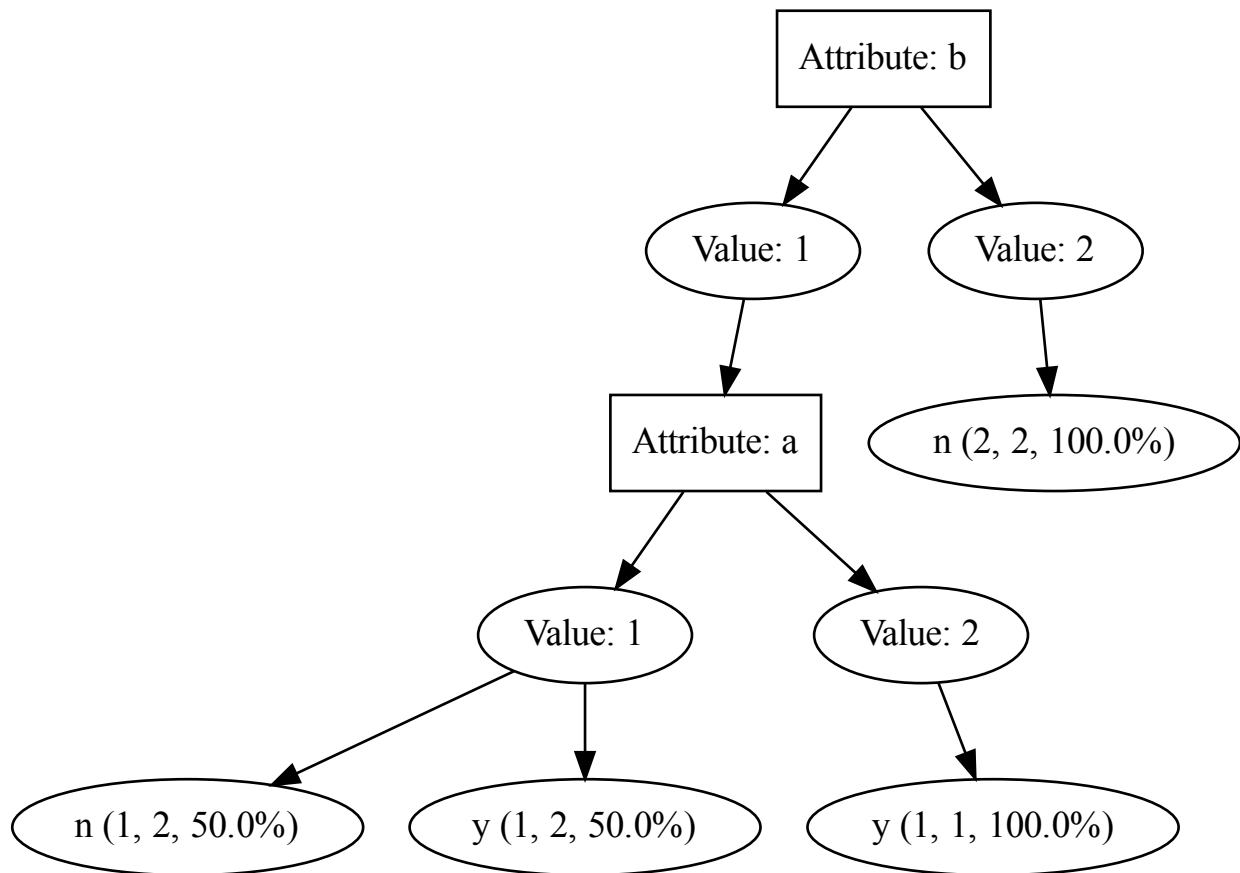 Attribute: b
Value: 1
Value: 2
Attribute: a
n (2, 2, 100.0%)
Value: 1
Value: 2
n (1, 2, 50.0%)
y (1, 2, 50.0%)
y (1, 1, 100.0%)